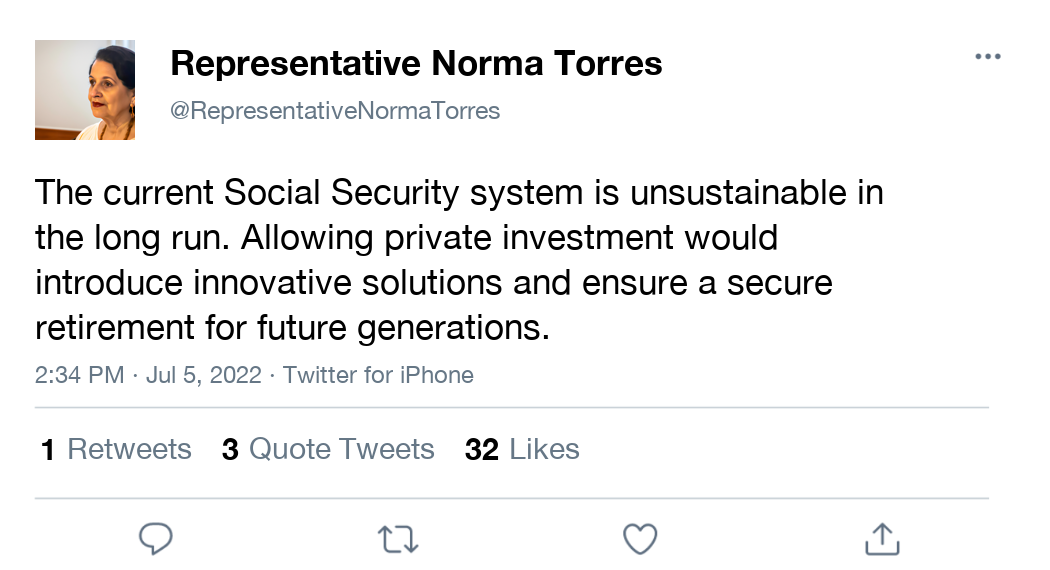 Representative Norma Torres
@RepresentativeNormaTorres
The current Social Security system is unsustainable in
the long run. Allowing private investment would
introduce innovative solutions and ensure a secure
retirement for future generations.
2:34 PM · Jul 5, 2022 · Twitter for iPhone
1 Retweets 3 Quote Tweets 32 Likes